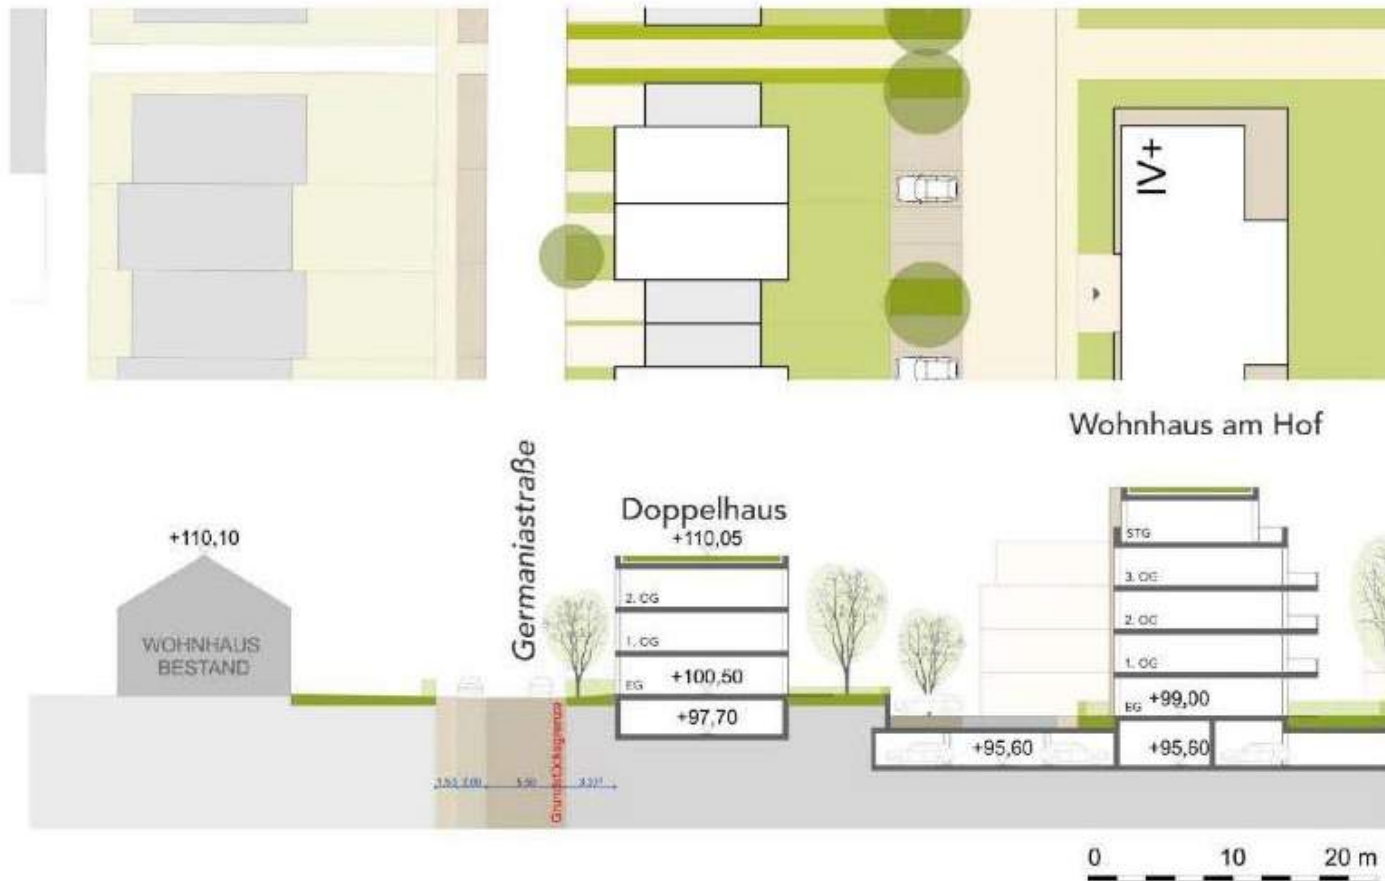 IV+
Wohnhaus am Hof
Germaniastraße
Doppelhaus
+110,10
+110,05
STG
3. OG
2. OG
2. OG
WOHNHAUS
BESTAND
1. OG
1. OG
EG +100,50
EG +99,00
+97,70
+95,60
+95,60
Grundstücksgrenze
0 10 20 m